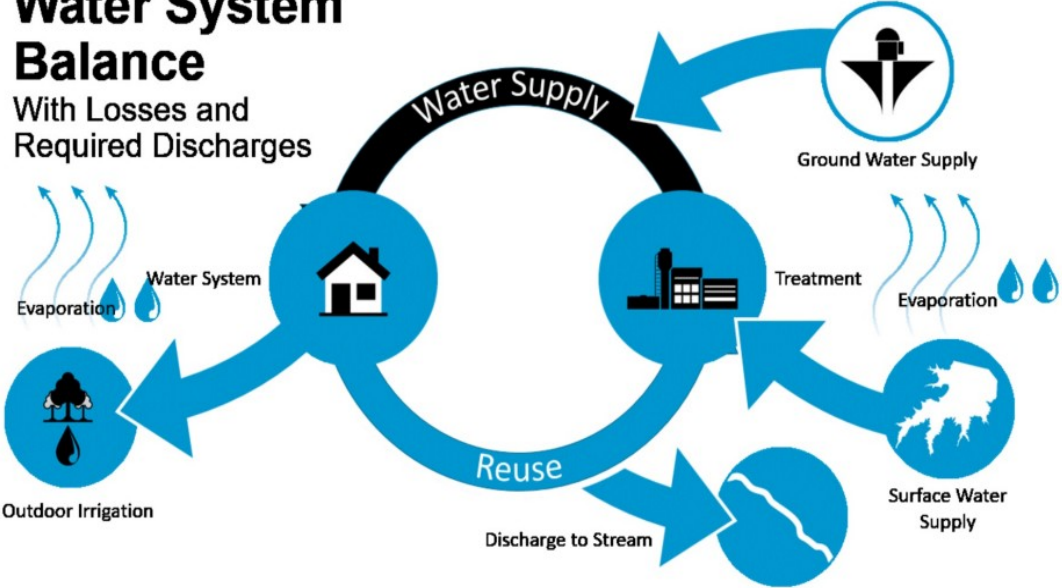 Water System
Balance
With Losses and
Required Discharges
Water Supply
Ground Water Supply
Water System
Treatment
Evaporation
Evaporation
Outdoor Irrigation
Reuse
Surface Water
Supply
Discharge to Stream